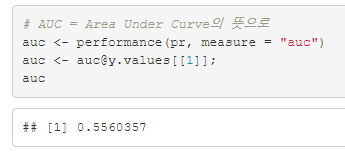 # AUC = Area Under Curve의 뜻으로
auc <- performance(pr, measure = "auc")
auc <- auc@y.values[[1]];
auc
## [1] 0.5560357